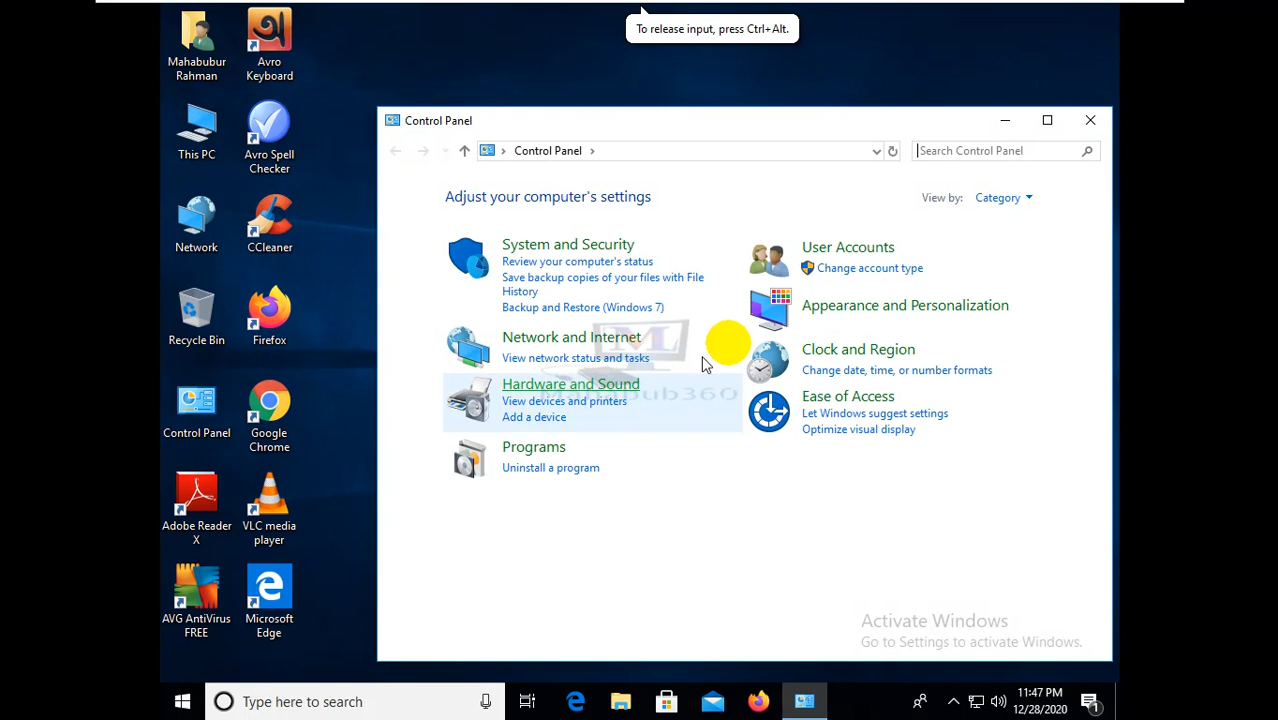 To release input, press Ctrl+Alt.
Mahabubur
Rahman
Avro
Keyboard
This PC
Avro Spell
Checker
Network
CCleaner
Recycle Bin
Firefox
Control Panel
Google
Chrome
Adobe Reader
X
VLC media
player
AVG AntiVirus
FREE
Microsoft
Edge
Control Panel
Control Panel
Search Control Panel
Adjust your computer's settings
View by: Category
System and Security
Review your computer's status
Save backup copies of your files with File
History
Backup and Restore (Windows 7)
Network and Internet
View network status and tasks
Hardware and Sound
View devices and printers
Add a device
Programs
Uninstall a program
User Accounts
Change account type
Appearance and Personalization
Clock and Region
Change date, time, or number formats
Ease of Access
Let Windows suggest settings
Optimize visual display
Mahabub360
Activate Windows
Go to Settings to activate Windows.
Type here to search
11:47 PM
12/28/2020
1